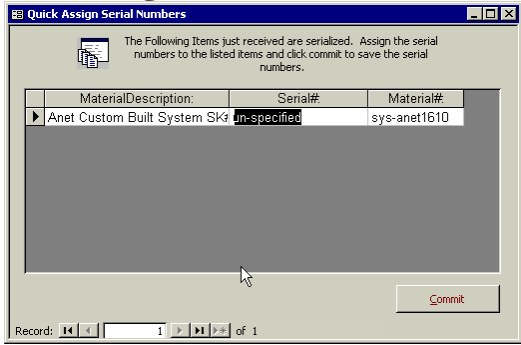 Quick Assign Serial Numbers
The Following Items just received are serialized. Assign the serial
numbers to the listed items and click commit to save the serial
numbers.
MaterialDescription: Serial#: Material#:
Anet Custom Built System SK# un-specified sys-anet1610
Commit
Record: 1 of 1